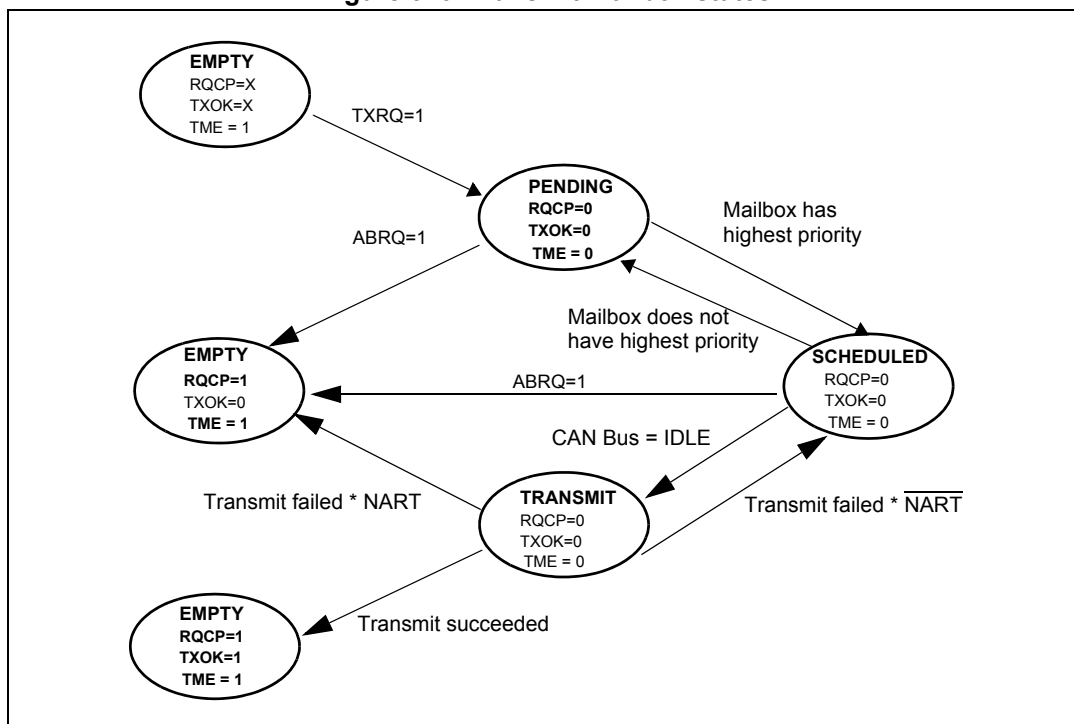 EMPTY
RQCP=X
TXOK=X
TME = 1
TXRQ=1
PENDING
RQCP=0
TXOK=0
TME = 0
Mailbox has
highest priority
ABRQ=1
Mailbox does not
have highest priority
EMPTY
RQCP=1
TXOK=0
TME = 1
ABRQ=1
SCHEDULED
RQCP=0
TXOK=0
TME = 0
CAN Bus = IDLE
Transmit failed * NART
TRANSMIT
RQCP=0
TXOK=0
TME = 0
Transmit failed * N̅A̅R̅T̅
EMPTY
RQCP=1
TXOK=1
TME = 1
Transmit succeeded